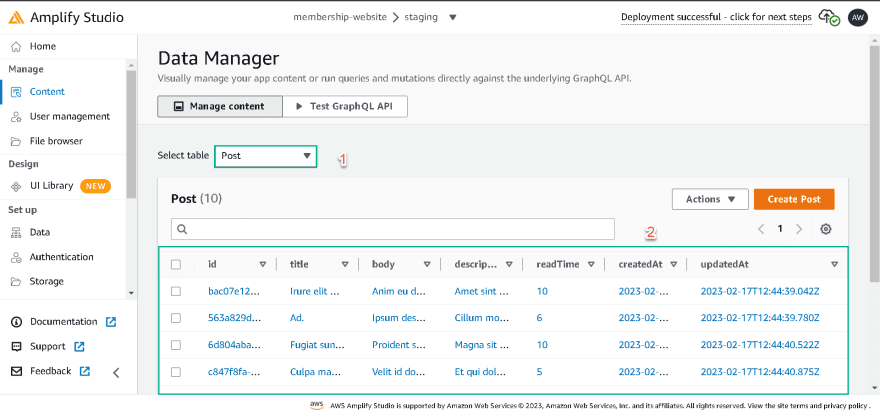 Amplify Studio
membership-website > staging
Deployment successful - click for next steps
AW
Home
Manage
Content
User management
File browser
Design
UI Library NEW
Set up
Data
Authentication
Storage
Documentation
Support
Feedback
Data Manager
Visually manage your app content or run queries and mutations directly against the underlying GraphQL API.
Manage content
Test GraphQL API
Select table Post 1
Post (10)
Actions
Create Post
2
1
id title body descrip... readTime createdAt updatedAt
bac07e12... Irure elit ... Anim eu d... Amet sint ... 10 2023-02-... 2023-02-17T12:44:39.042Z
563a829d... Ad. Ipsum des... Cillum mo... 6 2023-02-... 2023-02-17T12:44:39.780Z
6d804aba... Fugiat sun... Proident s... Magna sit ... 10 2023-02-... 2023-02-17T12:44:40.522Z
c847f8fa-... Culpa ma... Velit id do... Et qui dol... 5 2023-02-... 2023-02-17T12:44:40.875Z
aws AWS Amplify Studio is supported by Amazon Web Services © 2023, Amazon Web Services, Inc. and its affiliates. All rights reserved. View the site terms and privacy policy .